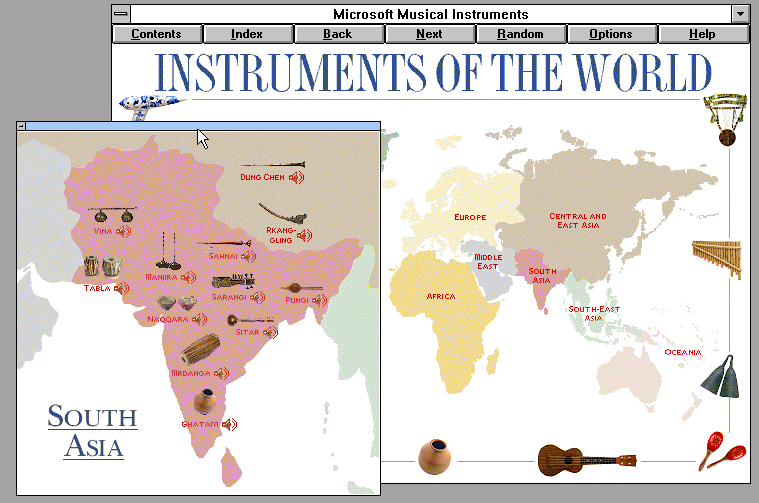 Microsoft Musical Instruments
Contents Index Back Next Random Options Help
INSTRUMENTS OF THE WORLD
DUNG CHEN
VINA
RKANG-
GLING
SAHNAI
MANJIRA
TABLA
SARANGI
PUNGI
NAQQARA
SITAR
MRDANGA
GHATAM
SOUTH
ASIA
EUROPE
CENTRAL AND
EAST ASIA
MIDDLE
EAST
SOUTH
ASIA
AFRICA
SOUTH-EAST
ASIA
OCEANIA